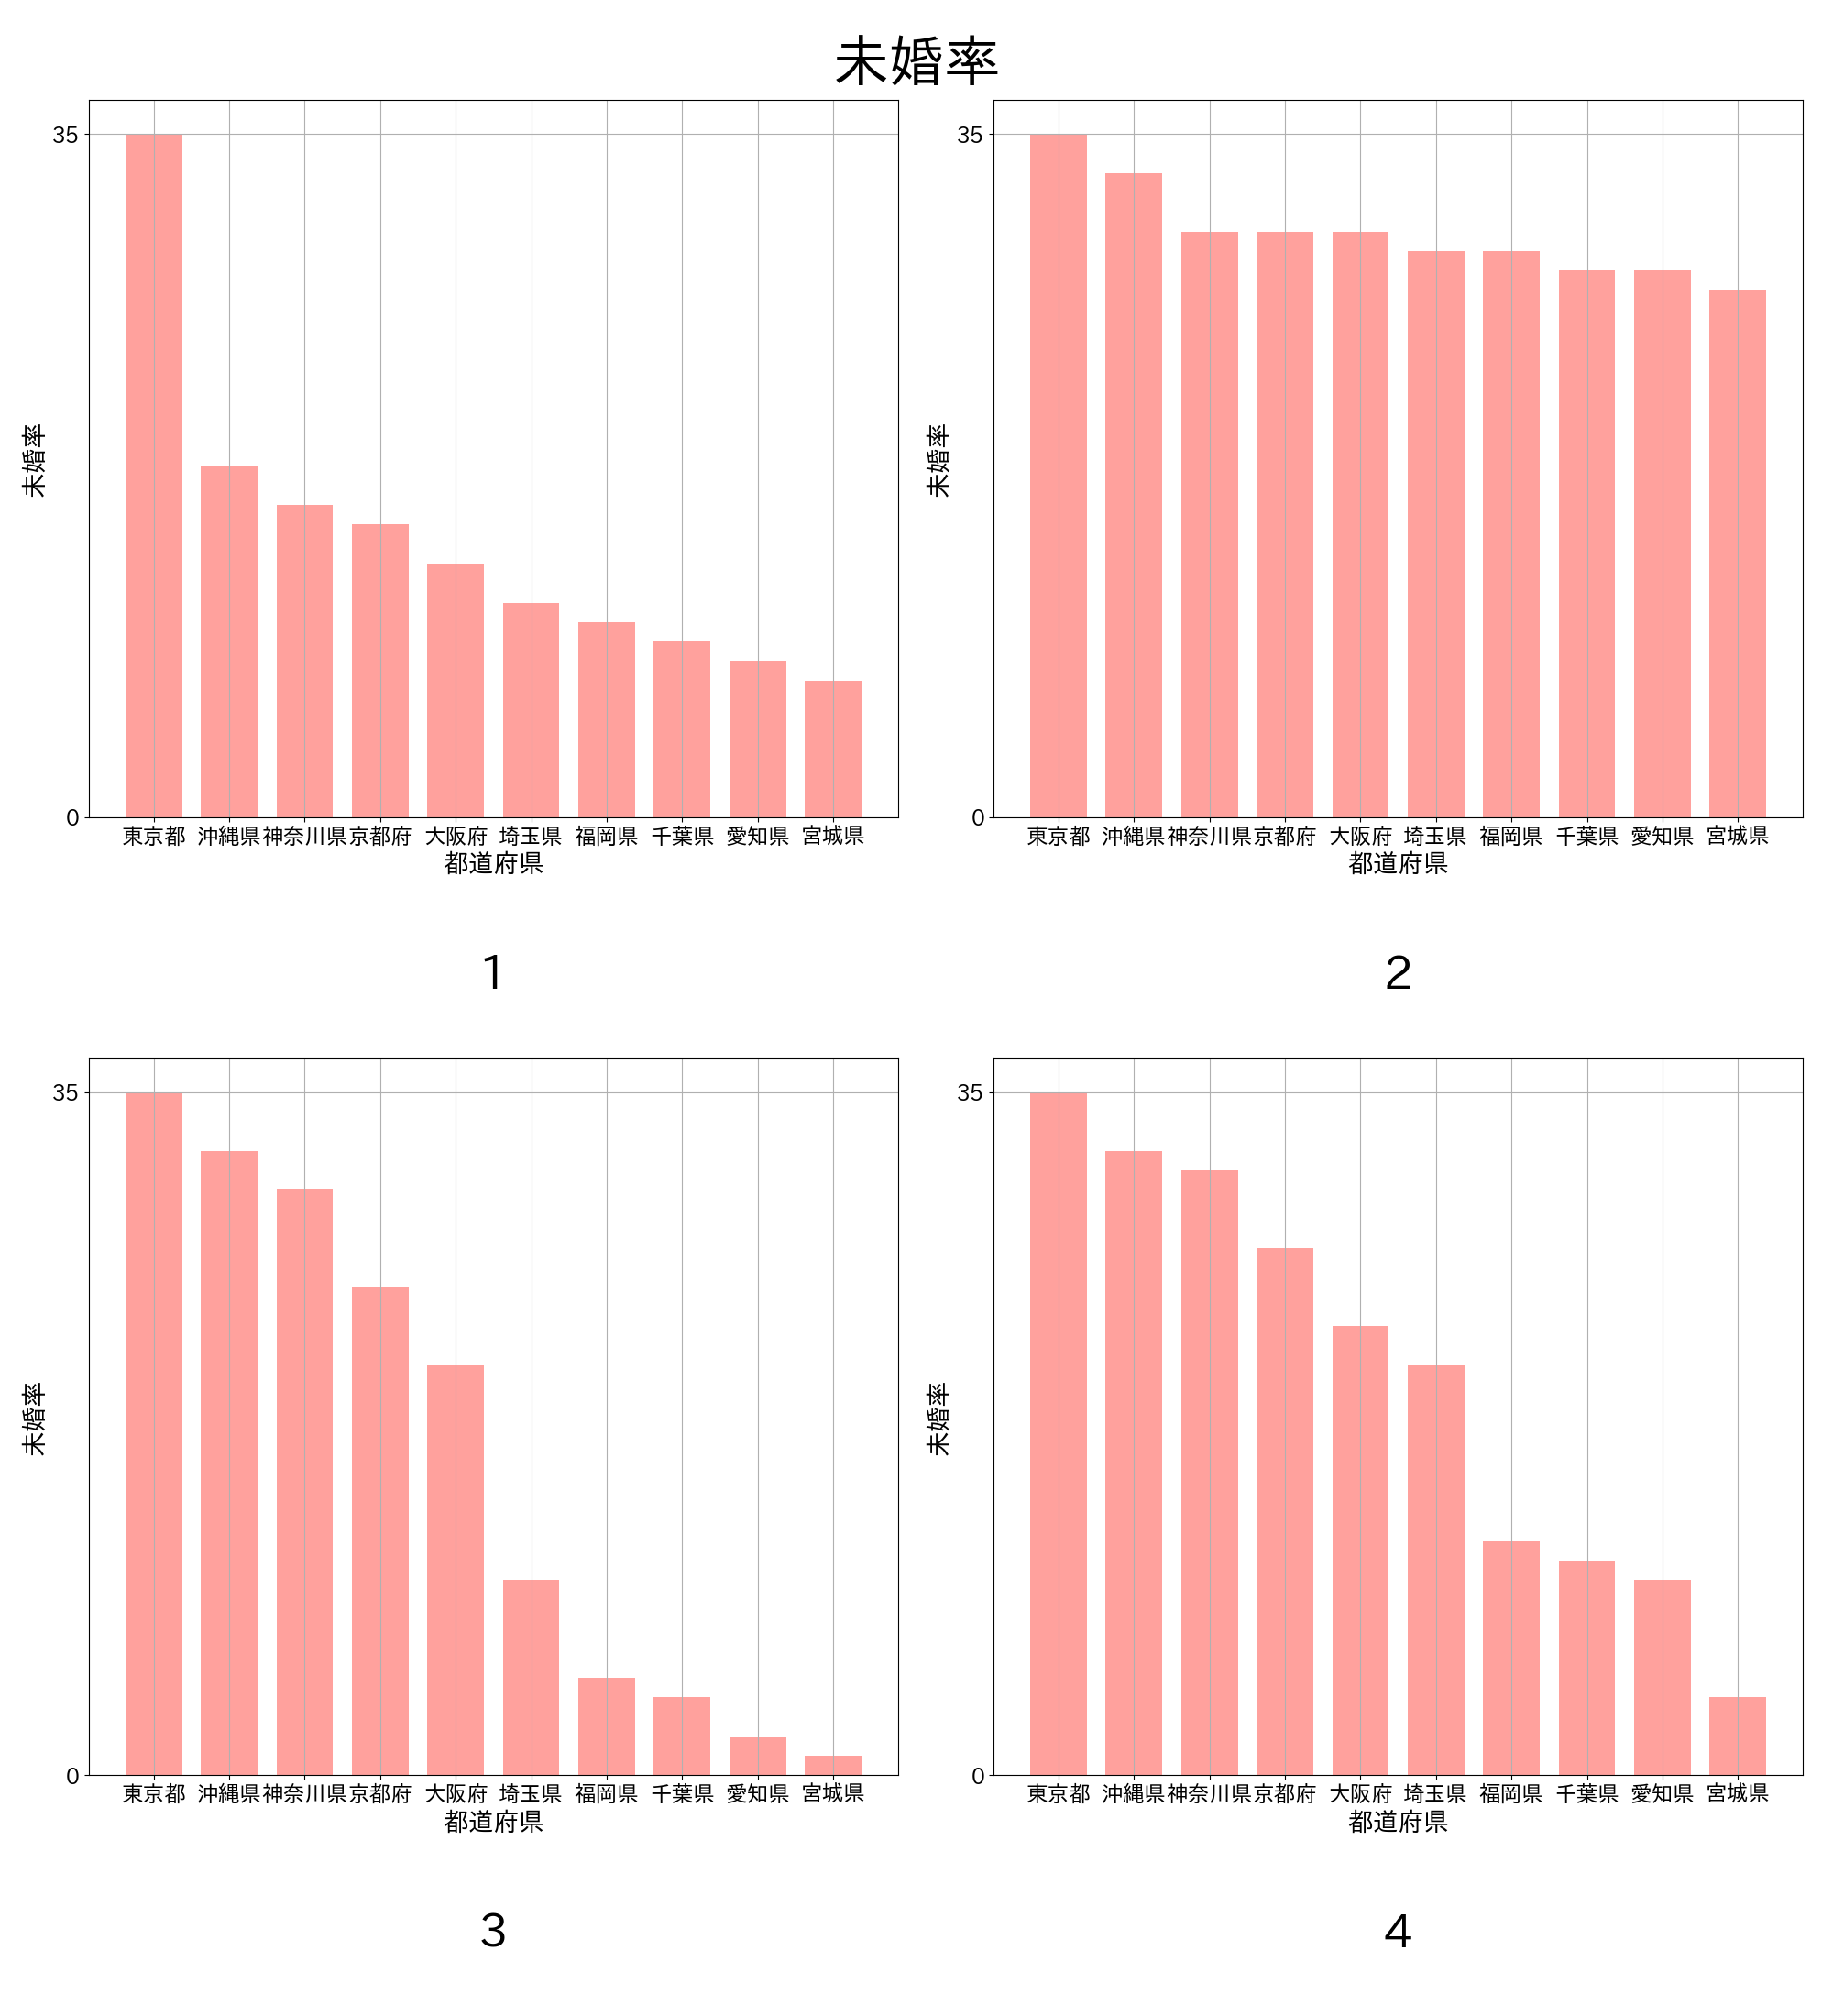 未婚率
35
未婚率
0
東京都 沖縄県 神奈川県 京都府 大阪府 埼玉県 福岡県 千葉県 愛知県 宮城県
都道府県
1
35
未婚率
0
東京都 沖縄県 神奈川県 京都府 大阪府 埼玉県 福岡県 千葉県 愛知県 宮城県
都道府県
2
35
未婚率
0
東京都 沖縄県 神奈川県 京都府 大阪府 埼玉県 福岡県 千葉県 愛知県 宮城県
都道府県
3
35
未婚率
0
東京都 沖縄県 神奈川県 京都府 大阪府 埼玉県 福岡県 千葉県 愛知県 宮城県
都道府県
4